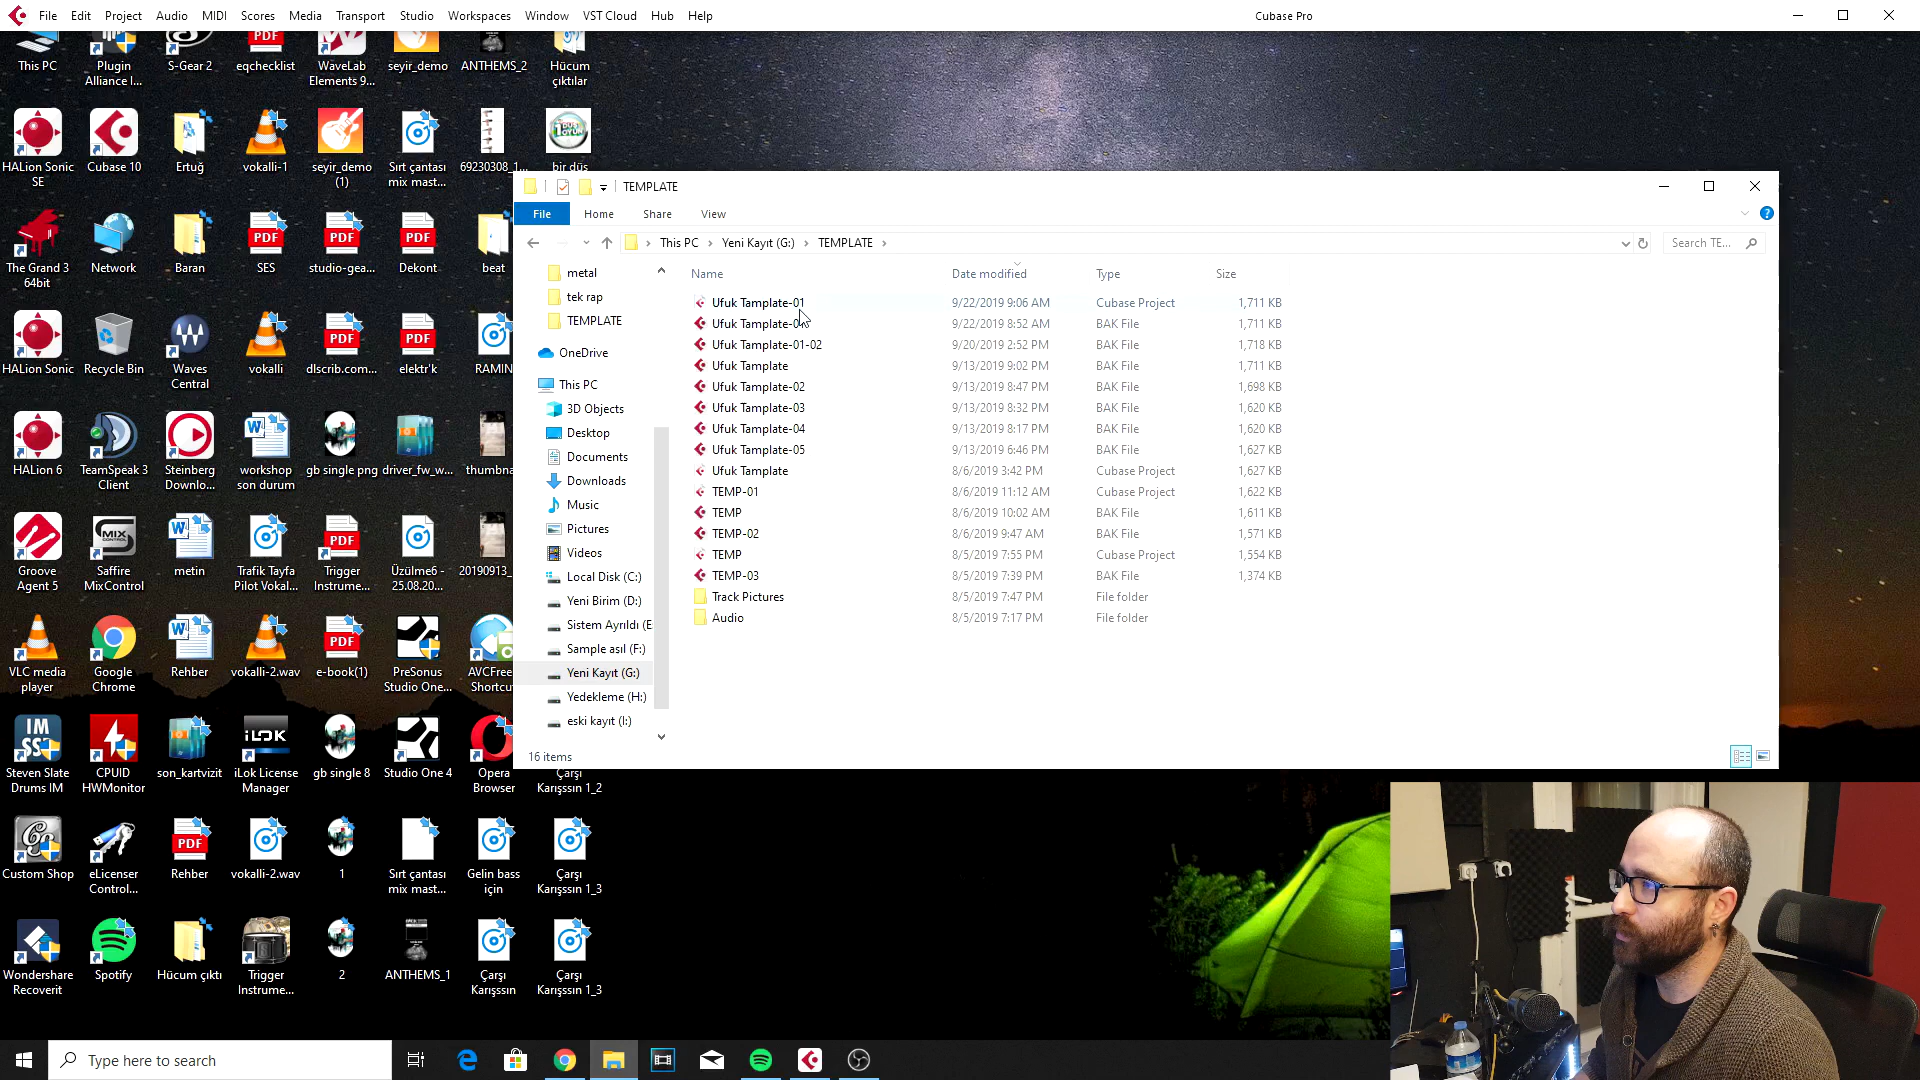 File Edit Project Audio MIDI Scores Media Transport Studio Workspaces Window VST Cloud Hub Help
Cubase Pro
This PC
Plugin Alliance I...
S-Gear 2
eqchecklist
WaveLab Elements 9...
seyir_demo
ANTHEMS_2
Hücum çıktılar
HALion Sonic SE
Cubase 10
Ertuğ
vokalli-1
seyir_demo (1)
Sırt çantası mix mast...
69230308_1...
bir düş
The Grand 3 64bit
Network
Baran
SES
studio-gea...
Dekont
beat
HALion Sonic
Recycle Bin
Waves Central
vokalli
dlscrib.com...
elektr'k
RAMIN
HALion 6
TeamSpeak 3 Client
Steinberg Downlo...
workshop son durum
gb single png
driver_fw_w...
thumbna
Groove Agent 5
Saffire MixControl
metin
Trafik Tayfa Pilot Vokal...
Trigger Instrume...
Üzülme6 - 25.08.20...
20190913_
VLC media player
Google Chrome
Rehber
vokalli-2.wav
e-book(1)
PreSonus Studio One...
AVCFree Shortcu
Steven Slate Drums IM
CPUID HWMonitor
son_kartvizit
iLok License Manager
gb single 8
Studio One 4
Opera Browser
Çarşı Karışssın 1_2
Custom Shop
eLicenser Control...
Rehber
vokalli-2.wav
1
Sırt çantası mix mast...
Gelin bass için
Çarşı Karışssın 1_3
Wondershare Recoverit
Spotify
Hücum çıktı
Trigger Instrume...
2
ANTHEMS_1
Çarşı Karışssın
Çarşı Karışssın 1_3
TEMPLATE
File Home Share View
This PC Yeni Kayıt (G:) TEMPLATE
Search TE...
metal
tek rap
TEMPLATE
OneDrive
This PC
3D Objects
Desktop
Documents
Downloads
Music
Pictures
Videos
Local Disk (C:)
Yeni Birim (D:)
Sistem Ayrıldı (E
Sample asıl (F:)
Yeni Kayıt (G:)
Yedekleme (H:)
eski kayıt (I:)
Name Date modified Type Size
Ufuk Tamplate-01 9/22/2019 9:06 AM Cubase Project 1,711 KB
Ufuk Tamplate-0 9/22/2019 8:52 AM BAK File 1,711 KB
Ufuk Tamplate-01-02 9/20/2019 2:52 PM BAK File 1,718 KB
Ufuk Tamplate 9/13/2019 9:02 PM BAK File 1,711 KB
Ufuk Tamplate-02 9/13/2019 8:47 PM BAK File 1,698 KB
Ufuk Tamplate-03 9/13/2019 8:32 PM BAK File 1,620 KB
Ufuk Tamplate-04 9/13/2019 8:17 PM BAK File 1,620 KB
Ufuk Tamplate-05 9/13/2019 6:46 PM BAK File 1,627 KB
Ufuk Tamplate 8/6/2019 3:42 PM Cubase Project 1,627 KB
TEMP-01 8/6/2019 11:12 AM Cubase Project 1,622 KB
TEMP 8/6/2019 10:02 AM BAK File 1,611 KB
TEMP-02 8/6/2019 9:47 AM BAK File 1,571 KB
TEMP 8/5/2019 7:55 PM Cubase Project 1,554 KB
TEMP-03 8/5/2019 7:39 PM BAK File 1,374 KB
Track Pictures 8/5/2019 7:47 PM File folder
Audio 8/5/2019 7:17 PM File folder
16 items
Type here to search